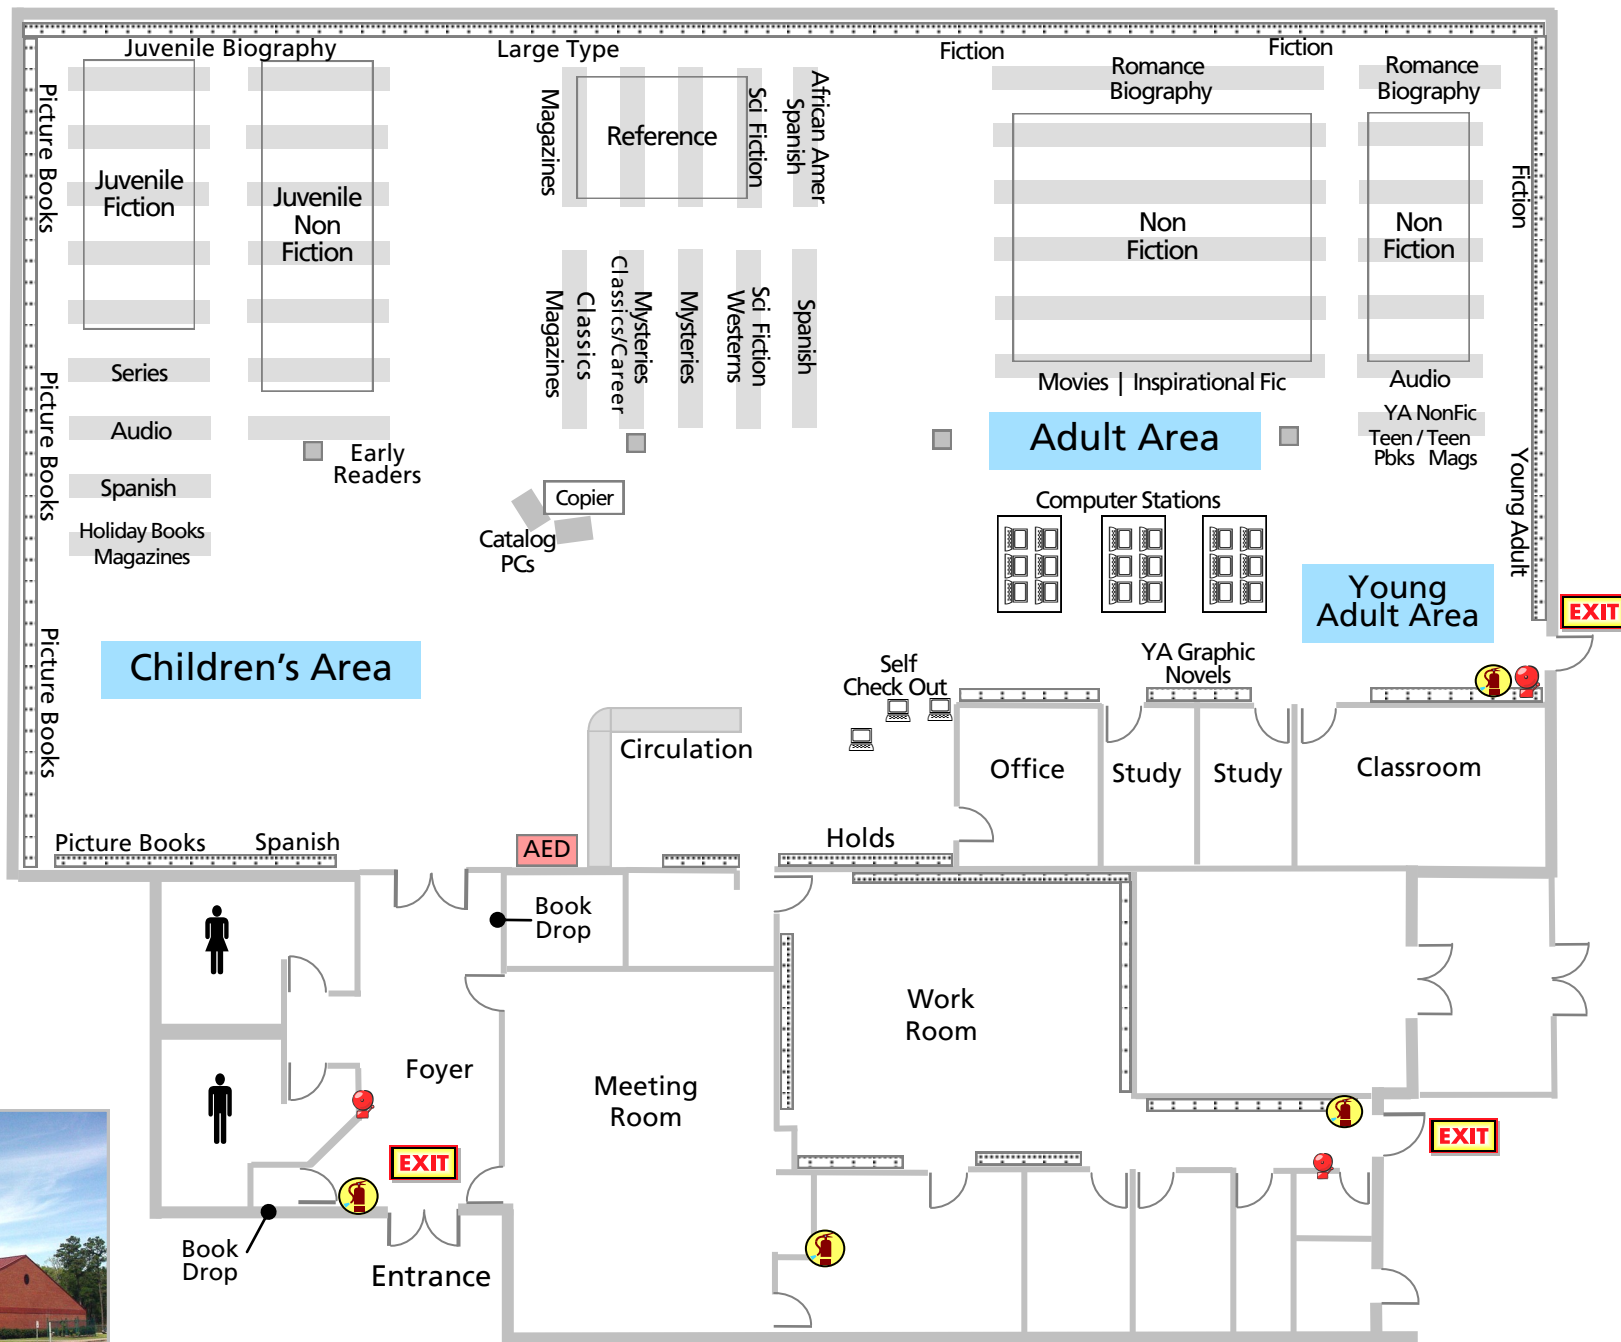 Juvenile Biography
Large Type
Fiction
Fiction
Picture Books
Juvenile
Fiction
Juvenile
Non
Fiction
Magazines
Reference
Sci Fiction
African Amer
Spanish
Romance
Biography
Romance
Biography
Non
Fiction
Non
Fiction
Fiction
Magazines
Classics
Classics/Career
Mysteries
Mysteries
Westerns
Sci Fiction
Spanish
Picture Books
Series
Audio
Spanish
Holiday Books
Magazines
Early
Readers
Copier
Catalog
PCs
Movies | Inspirational Fic
Audio
Adult Area
YA NonFic
Teen / Teen
Pbks Mags
Young Adult
Computer Stations
Young
Adult Area
EXIT
Picture Books
Children's Area
Self
Check Out
YA Graphic
Novels
Circulation
Office
Study
Study
Classroom
Picture Books
Spanish
AED
Holds
Book
Drop
Work
Room
Foyer
Meeting
Room
EXIT
EXIT
Book
Drop
Entrance